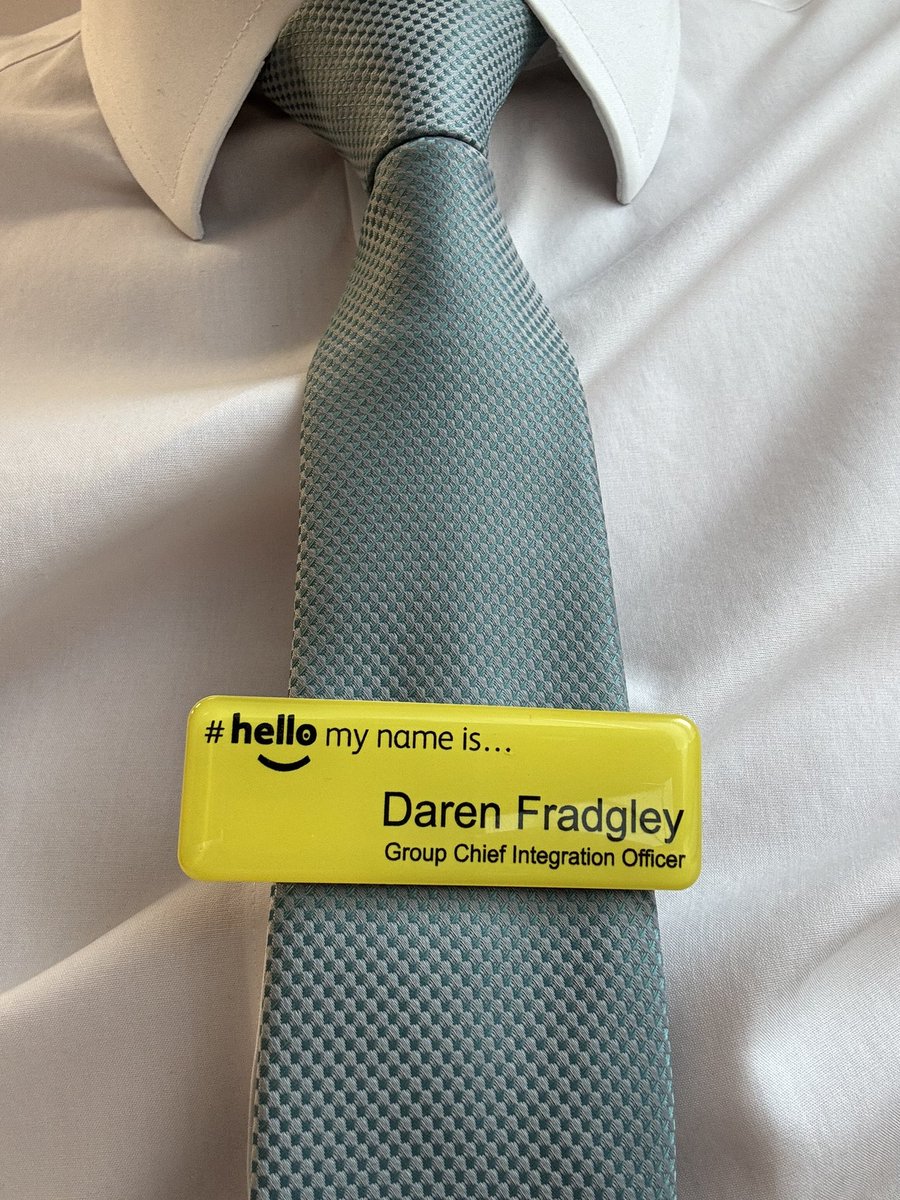 #hello my name is...
Daren Fradgley
Group Chief Integration Officer